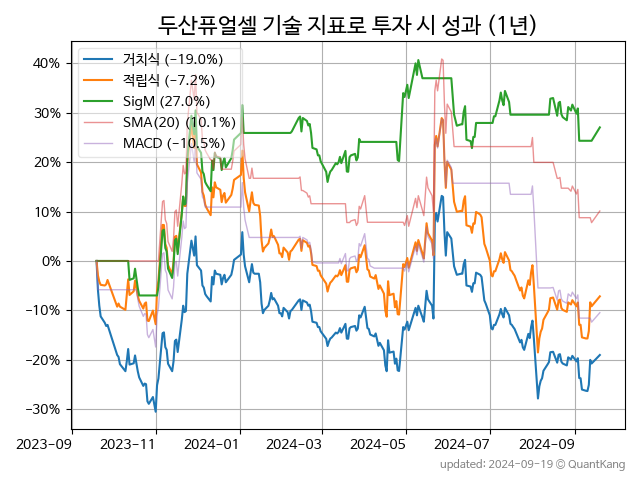 두산퓨얼셀 기술 지표로 투자 시 성과 (1년)
거치식 (−19.0%)
적립식 (−7.2%)
SigM (27.0%)
SMA(20) (10.1%)
MACD (−10.5%)
40%
30%
20%
10%
0%
−10%
−20%
−30%
2023-09 2023-11 2024-01 2024-03 2024-05 2024-07 2024-09
updated: 2024-09-19 © QuantKang